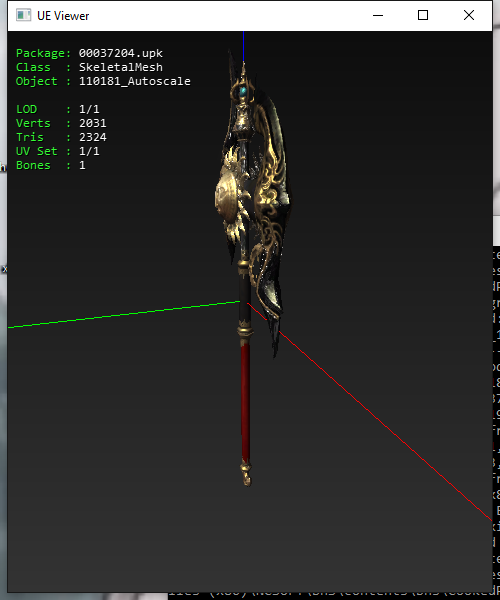 UE Viewer
Package: 00037204.upk
Class : SkeletalMesh
Object : 110181_Autoscale
LOD : 1/1
Verts : 2031
Tris : 2324
UV Set : 1/1
Bones : 1